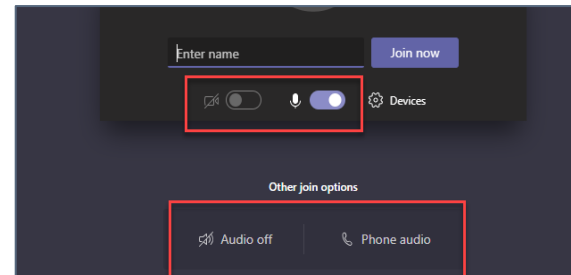 Enter name
Join now
Devices
Other join options
Audio off
Phone audio